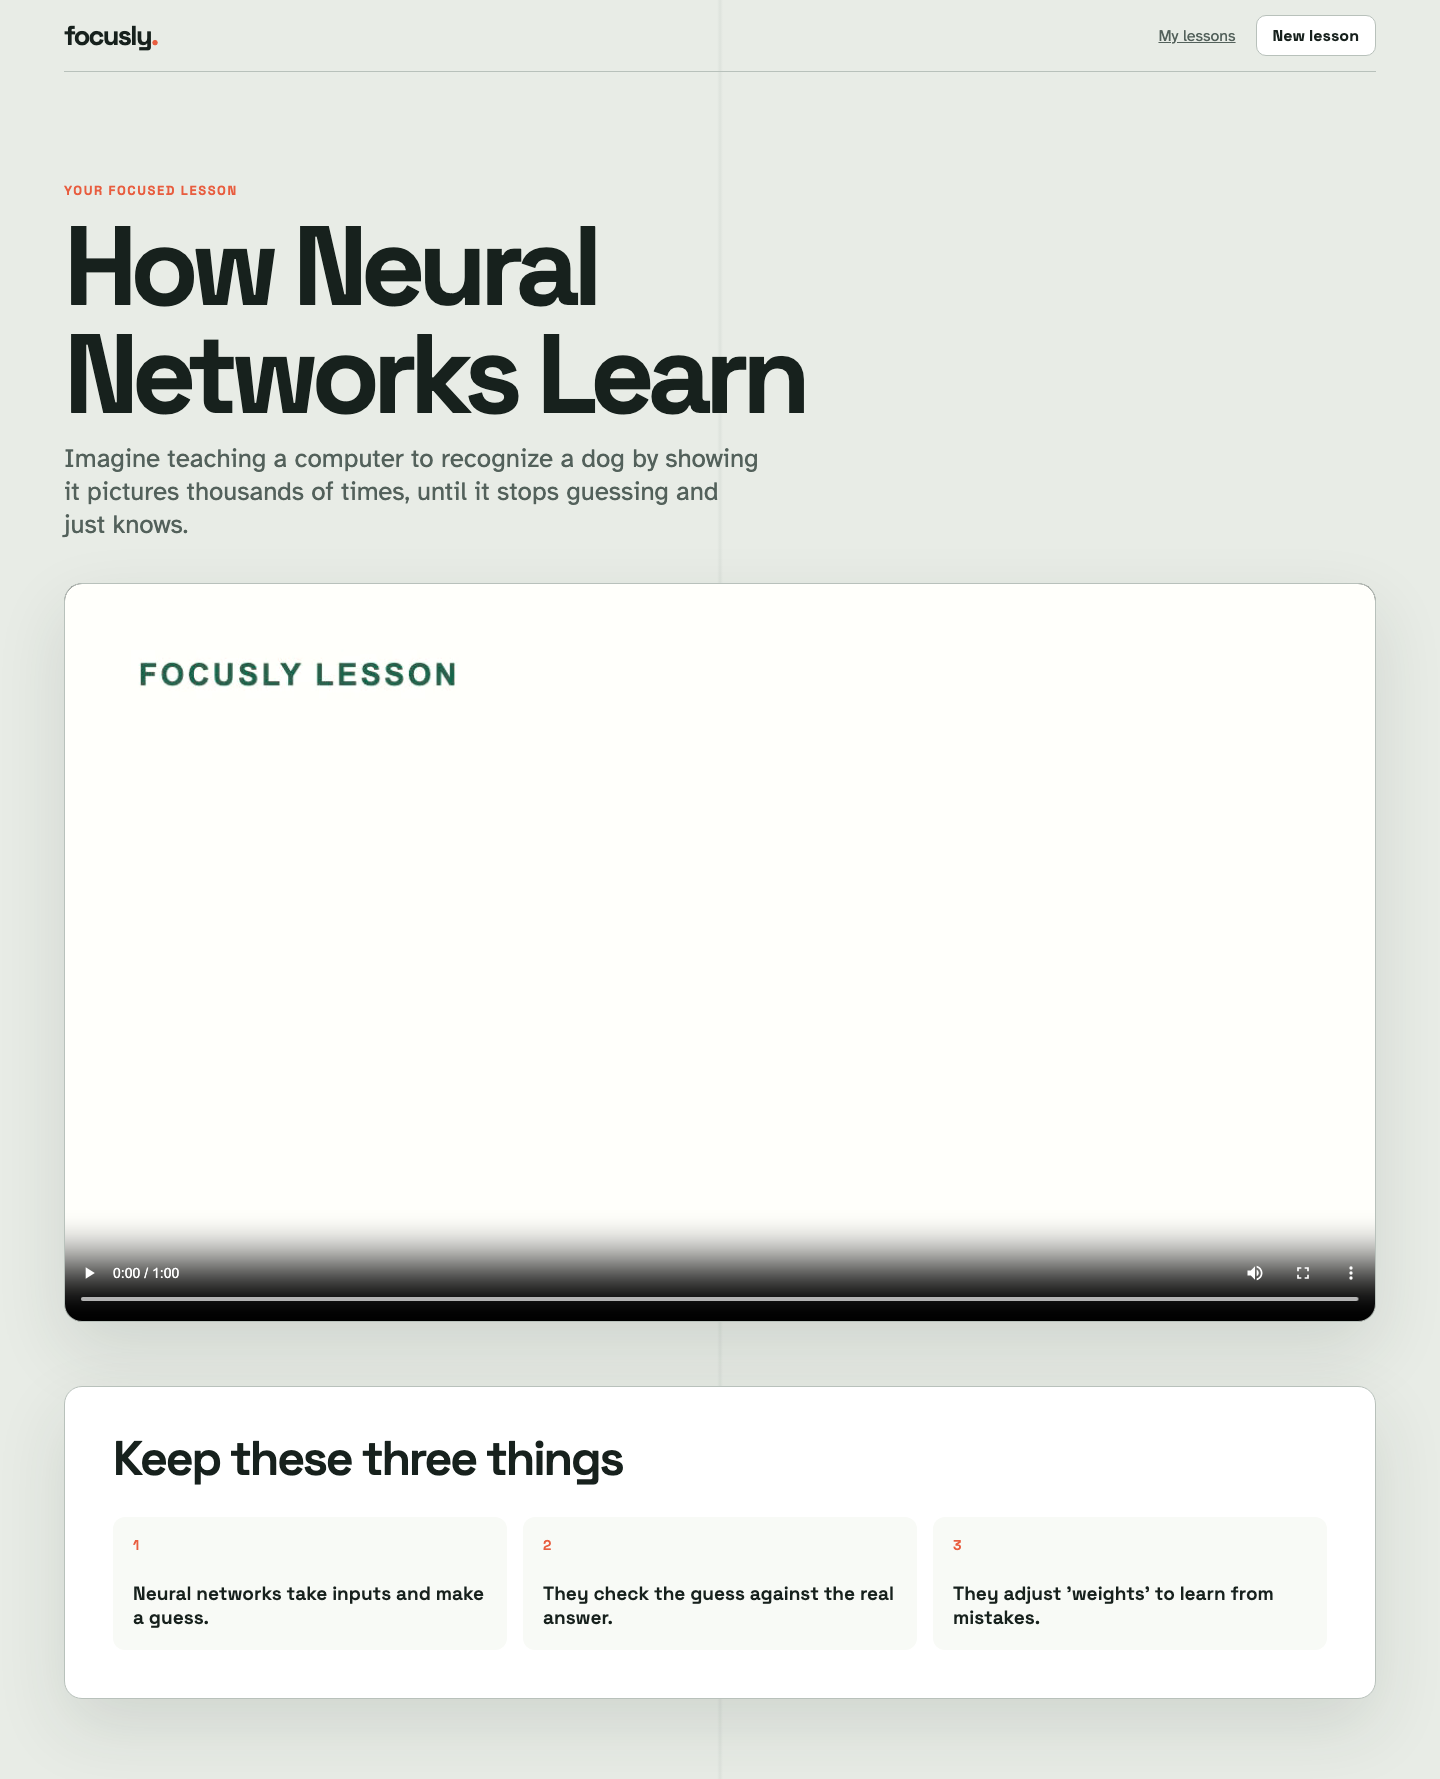 focusly.
My lessons
New lesson
YOUR FOCUSED LESSON
How Neural
Networks Learn
Imagine teaching a computer to recognize a dog by showing
it pictures thousands of times, until it stops guessing and
just knows.
FOCUSLY LESSON
0:00 / 1:00
Keep these three things
1
Neural networks take inputs and make
a guess.
2
They check the guess against the real
answer.
3
They adjust 'weights' to learn from
mistakes.